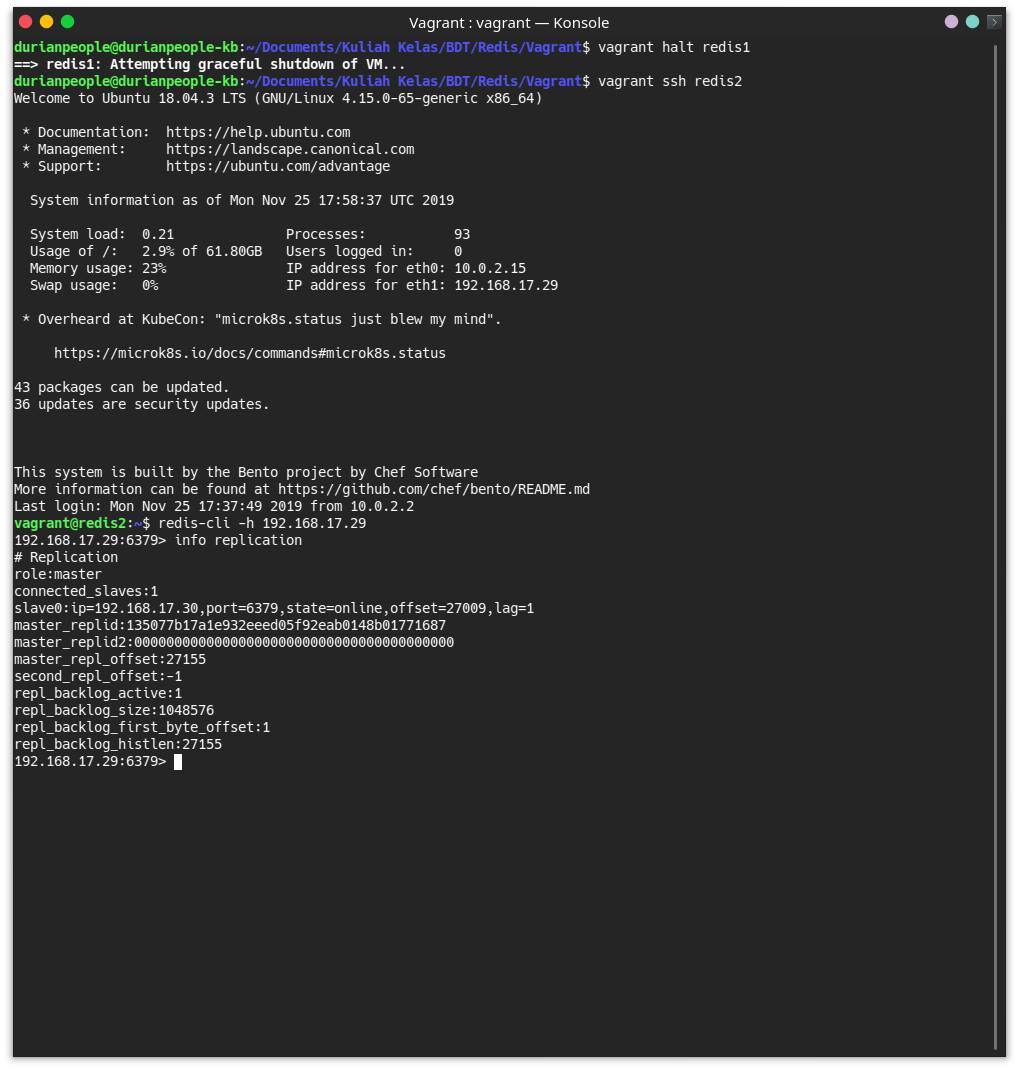 Vagrant : vagrant — Konsole
durianpeople@durianpeople-kb:~/Documents/Kuliah Kelas/BDT/Redis/Vagrant$ vagrant halt redis1
==> redis1: Attempting graceful shutdown of VM...
durianpeople@durianpeople-kb:~/Documents/Kuliah Kelas/BDT/Redis/Vagrant$ vagrant ssh redis2
Welcome to Ubuntu 18.04.3 LTS (GNU/Linux 4.15.0-65-generic x86_64)
* Documentation:  https://help.ubuntu.com
* Management:     https://landscape.canonical.com
* Support:        https://ubuntu.com/advantage
System information as of Mon Nov 25 17:58:37 UTC 2019
System load:  0.21              Processes:           93
Usage of /:   2.9% of 61.80GB   Users logged in:     0
Memory usage: 23%               IP address for eth0: 10.0.2.15
Swap usage:   0%                IP address for eth1: 192.168.17.29
* Overheard at KubeCon: "microk8s.status just blew my mind".
https://microk8s.io/docs/commands#microk8s.status
43 packages can be updated.
36 updates are security updates.
This system is built by the Bento project by Chef Software
More information can be found at https://github.com/chef/bento/README.md
Last login: Mon Nov 25 17:37:49 2019 from 10.0.2.2
vagrant@redis2:~$ redis-cli -h 192.168.17.29
192.168.17.29:6379> info replication
# Replication
role:master
connected_slaves:1
slave0:ip=192.168.17.30,port=6379,state=online,offset=27009,lag=1
master_replid:135077b17a1e932eeed05f92eab0148b01771687
master_replid2:0000000000000000000000000000000000000000
master_repl_offset:27155
second_repl_offset:-1
repl_backlog_active:1
repl_backlog_size:1048576
repl_backlog_first_byte_offset:1
repl_backlog_histlen:27155
192.168.17.29:6379>